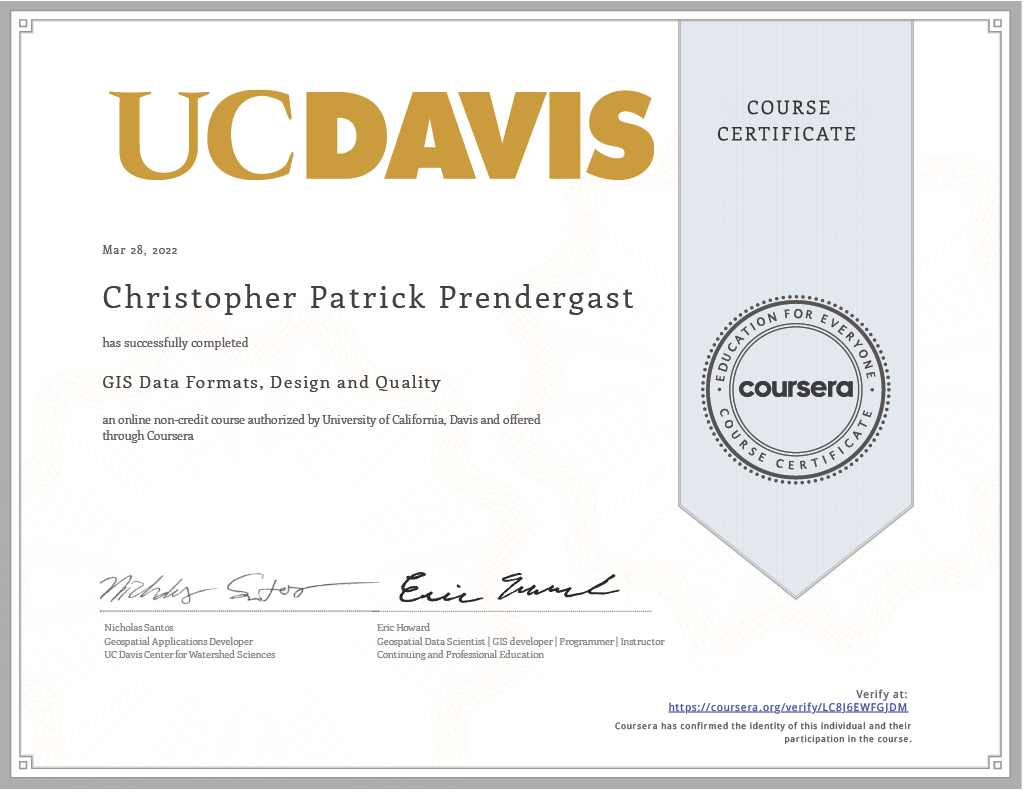 UCDAVIS
COURSE
CERTIFICATE
Mar 28, 2022
Christopher Patrick Prendergast
has successfully completed
GIS Data Formats, Design and Quality
an online non-credit course authorized by University of California, Davis and offered
through Coursera
EDUCATION FOR EVERYONE
coursera
COURSE CERTIFICATE
Nicholas Santos
Eric Howard
Nicholas Santos
Geospatial Applications Developer
UC Davis Center for Watershed Sciences
Eric Howard
Geospatial Data Scientist | GIS developer | Programmer | Instructor
Continuing and Professional Education
Verify at:
https://coursera.org/verify/LC8J6EWFGJDM
Coursera has confirmed the identity of this individual and their
participation in the course.